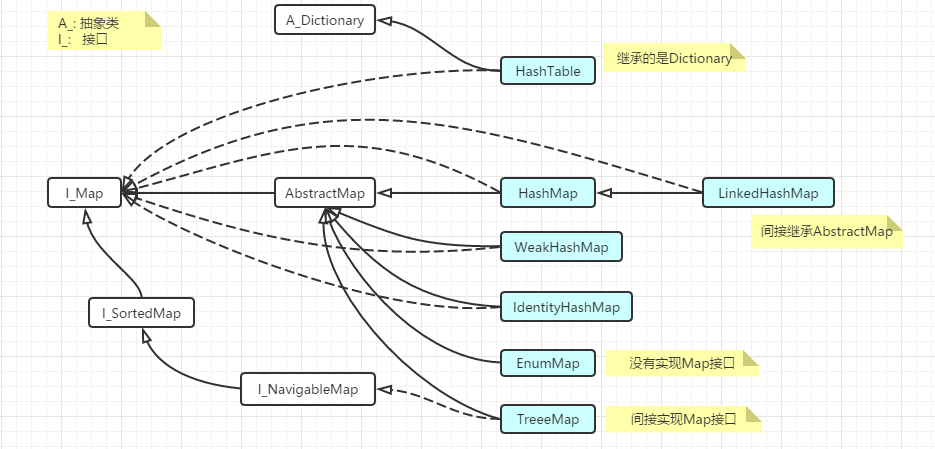 A_: 抽象类
I_: 接口
A_Dictionary
继承的是Dictionary
HashTable
I_Map
AbstractMap
HashMap
LinkedHashMap
间接继承AbstractMap
WeakHashMap
I_SortedMap
IdentityHashMap
EnumMap
没有实现Map接口
I_NavigableMap
TreeeMap
间接实现Map接口